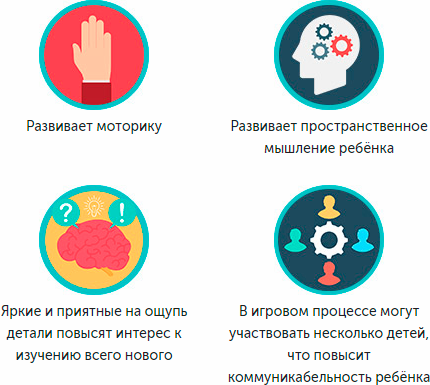 Развивает моторику
Развивает пространственное
мышление ребёнка
? !
Яркие и приятные на ощупь
детали повысят интерес к
изучению всего нового
В игровом процессе могут
участвовать несколько детей,
что повысит
коммуникабельность ребёнка